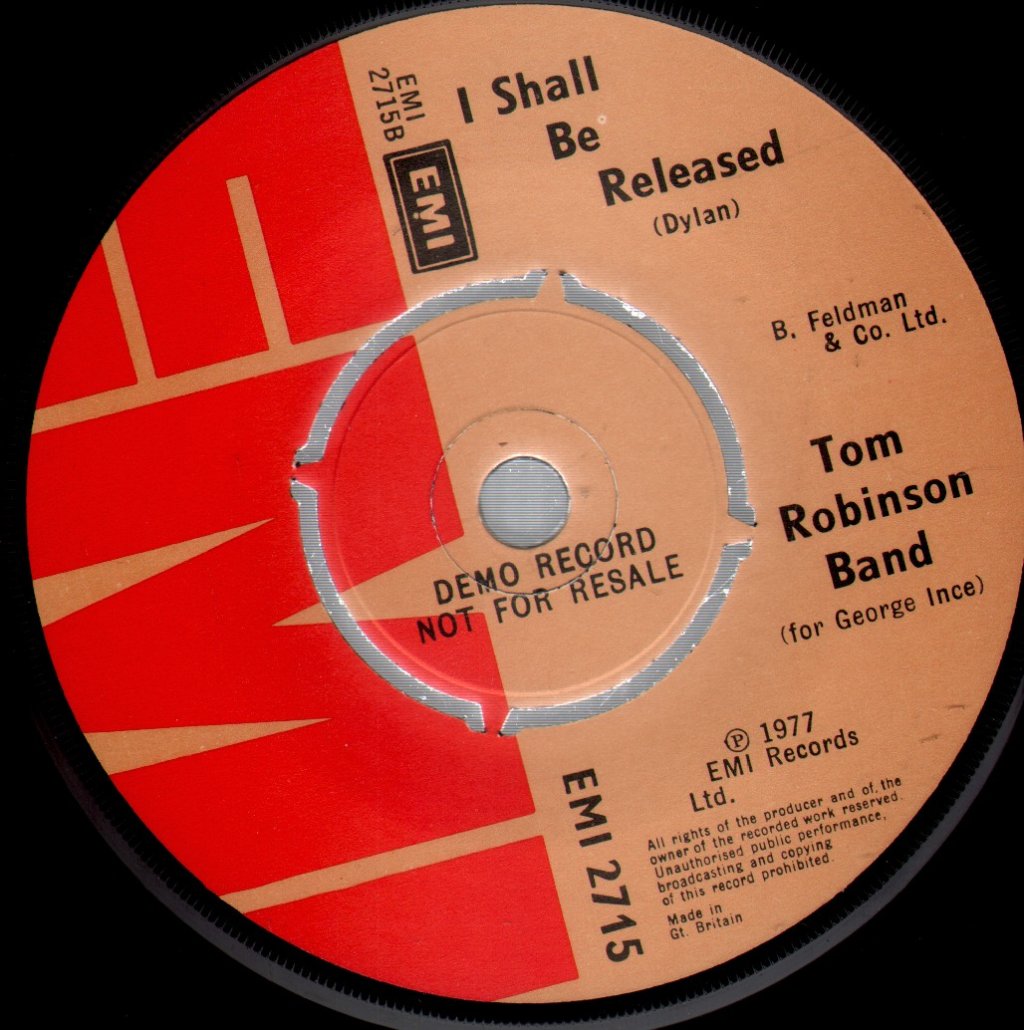 I Shall
Be
Released
(Dylan)
EMI
2715B
EMI
B. Feldman
& Co. Ltd.
Tom
Robinson
Band
(for George Ince)
DEMO RECORD
NOT FOR RESALE
℗ 1977
EMI Records
Ltd.
EMI 2715
All rights of the producer and of the
owner of the recorded work reserved.
Unauthorised public performance,
broadcasting and copying
of this record prohibited.
Made in
Gt. Britain